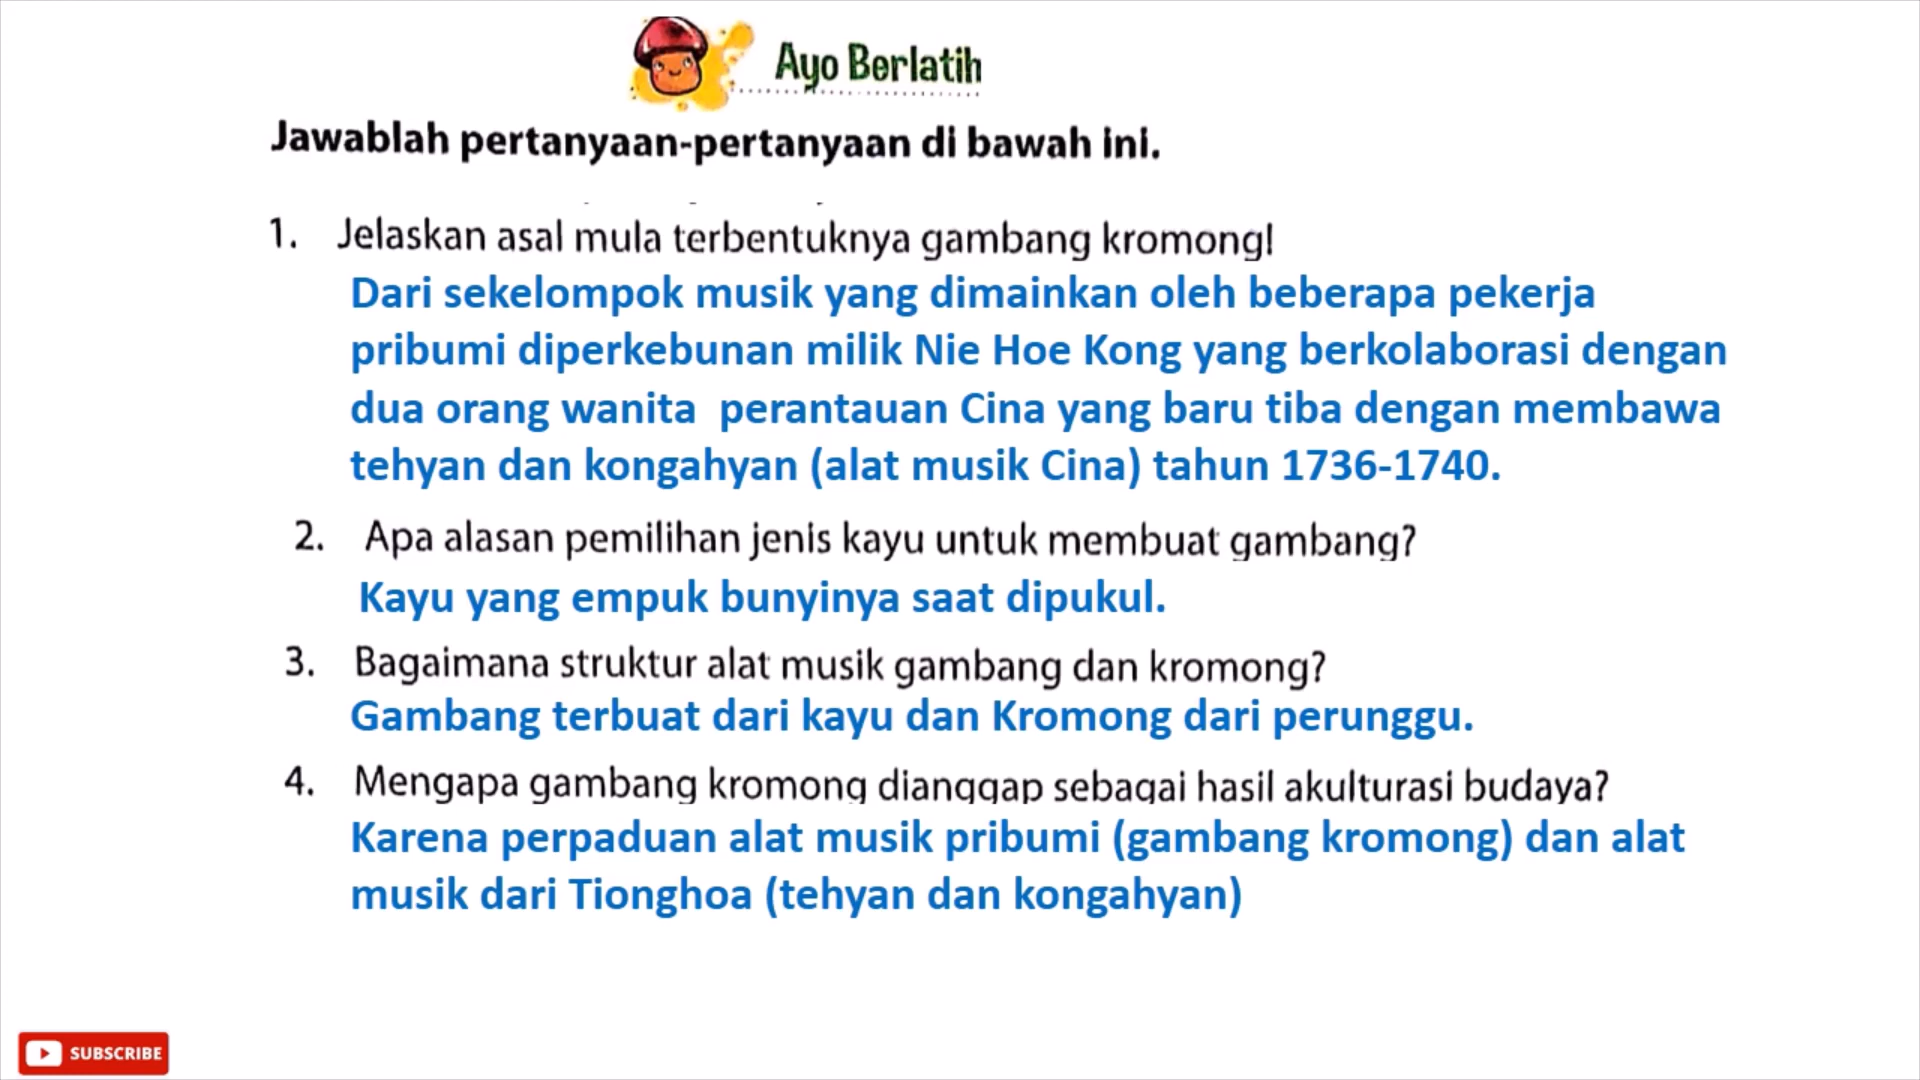 Ayo Berlatih
Jawablah pertanyaan-pertanyaan di bawah ini.
1. Jelaskan asal mula terbentuknya gambang kromong!
Dari sekelompok musik yang dimainkan oleh beberapa pekerja
pribumi diperkebunan milik Nie Hoe Kong yang berkolaborasi dengan
dua orang wanita perantauan Cina yang baru tiba dengan membawa
tehyan dan kongahyan (alat musik Cina) tahun 1736-1740.
2. Apa alasan pemilihan jenis kayu untuk membuat gambang?
Kayu yang empuk bunyinya saat dipukul.
3. Bagaimana struktur alat musik gambang dan kromong?
Gambang terbuat dari kayu dan Kromong dari perunggu.
4. Mengapa gambang kromong dianggap sebagai hasil akulturasi budaya?
Karena perpaduan alat musik pribumi (gambang kromong) dan alat
musik dari Tionghoa (tehyan dan kongahyan)
SUBSCRIBE